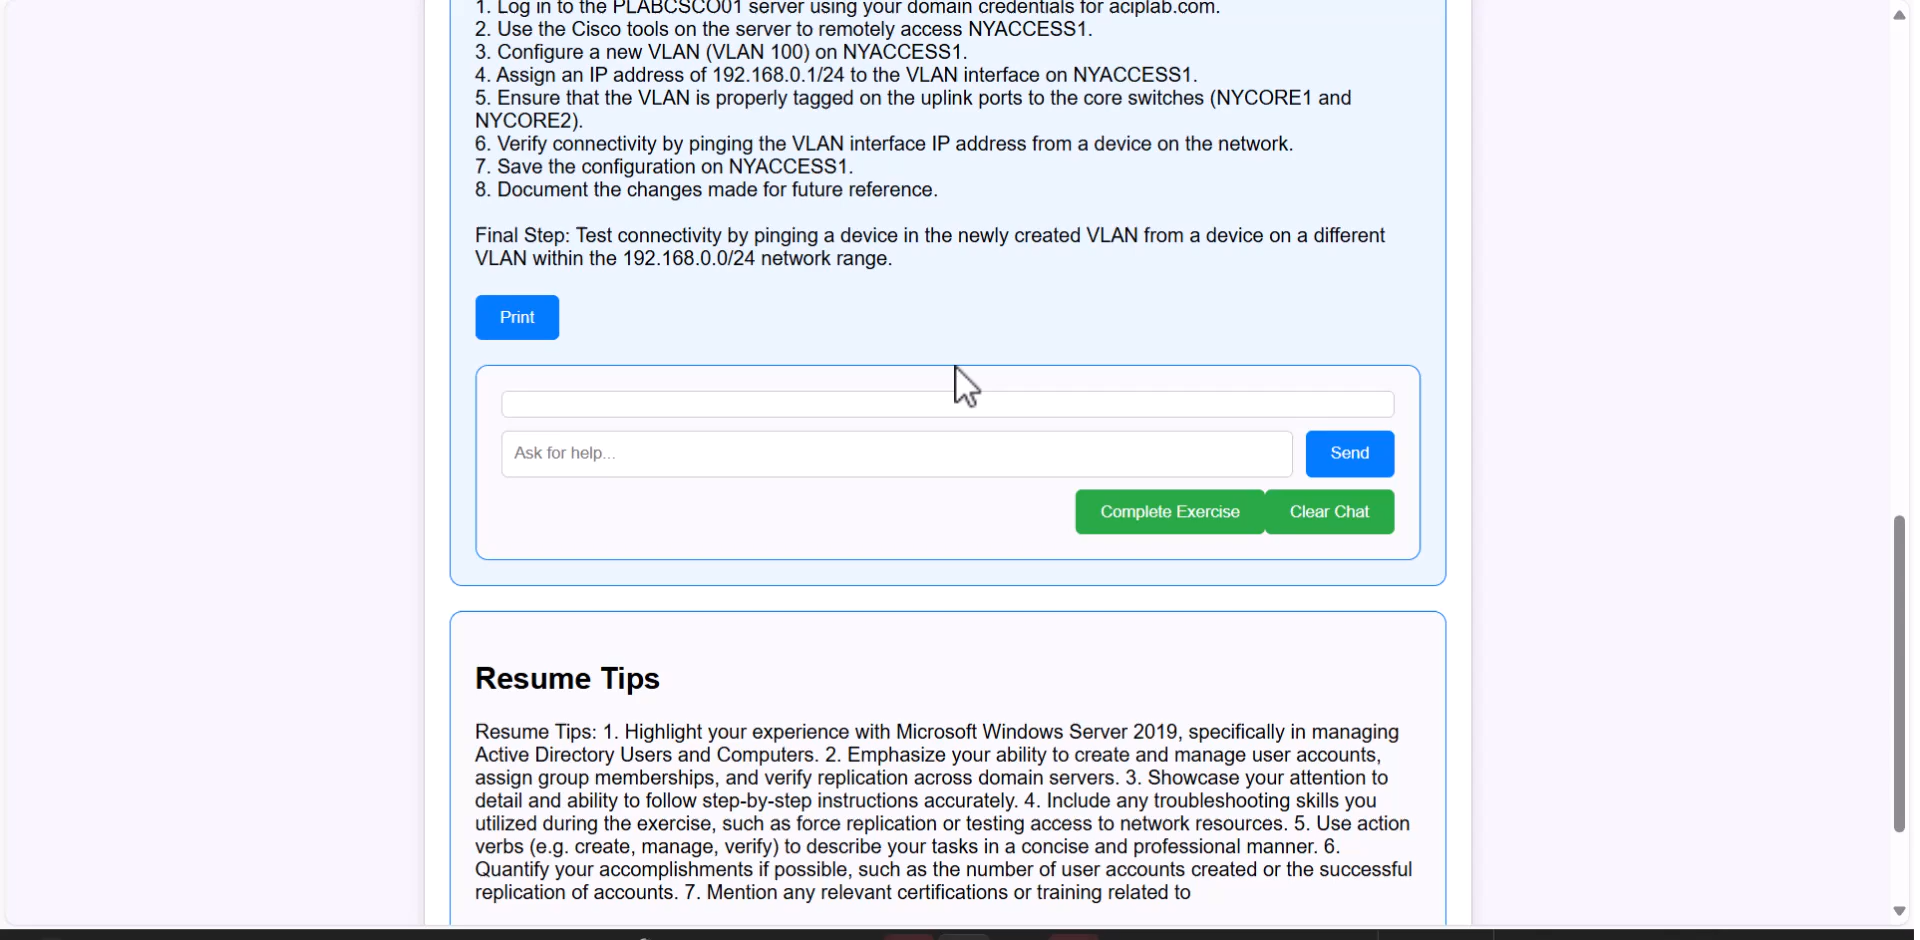 1. Log in to the PLABCSCO01 server using your domain credentials for aciplab.com.
2. Use the Cisco tools on the server to remotely access NYACCESS1.
3. Configure a new VLAN (VLAN 100) on NYACCESS1.
4. Assign an IP address of 192.168.0.1/24 to the VLAN interface on NYACCESS1.
5. Ensure that the VLAN is properly tagged on the uplink ports to the core switches (NYCORE1 and
NYCORE2).
6. Verify connectivity by pinging the VLAN interface IP address from a device on the network.
7. Save the configuration on NYACCESS1.
8. Document the changes made for future reference.
Final Step: Test connectivity by pinging a device in the newly created VLAN from a device on a different
VLAN within the 192.168.0.0/24 network range.
Print
Ask for help...
Send
Complete Exercise
Clear Chat
Resume Tips
Resume Tips: 1. Highlight your experience with Microsoft Windows Server 2019, specifically in managing
Active Directory Users and Computers. 2. Emphasize your ability to create and manage user accounts,
assign group memberships, and verify replication across domain servers. 3. Showcase your attention to
detail and ability to follow step-by-step instructions accurately. 4. Include any troubleshooting skills you
utilized during the exercise, such as force replication or testing access to network resources. 5. Use action
verbs (e.g. create, manage, verify) to describe your tasks in a concise and professional manner. 6.
Quantify your accomplishments if possible, such as the number of user accounts created or the successful
replication of accounts. 7. Mention any relevant certifications or training related to